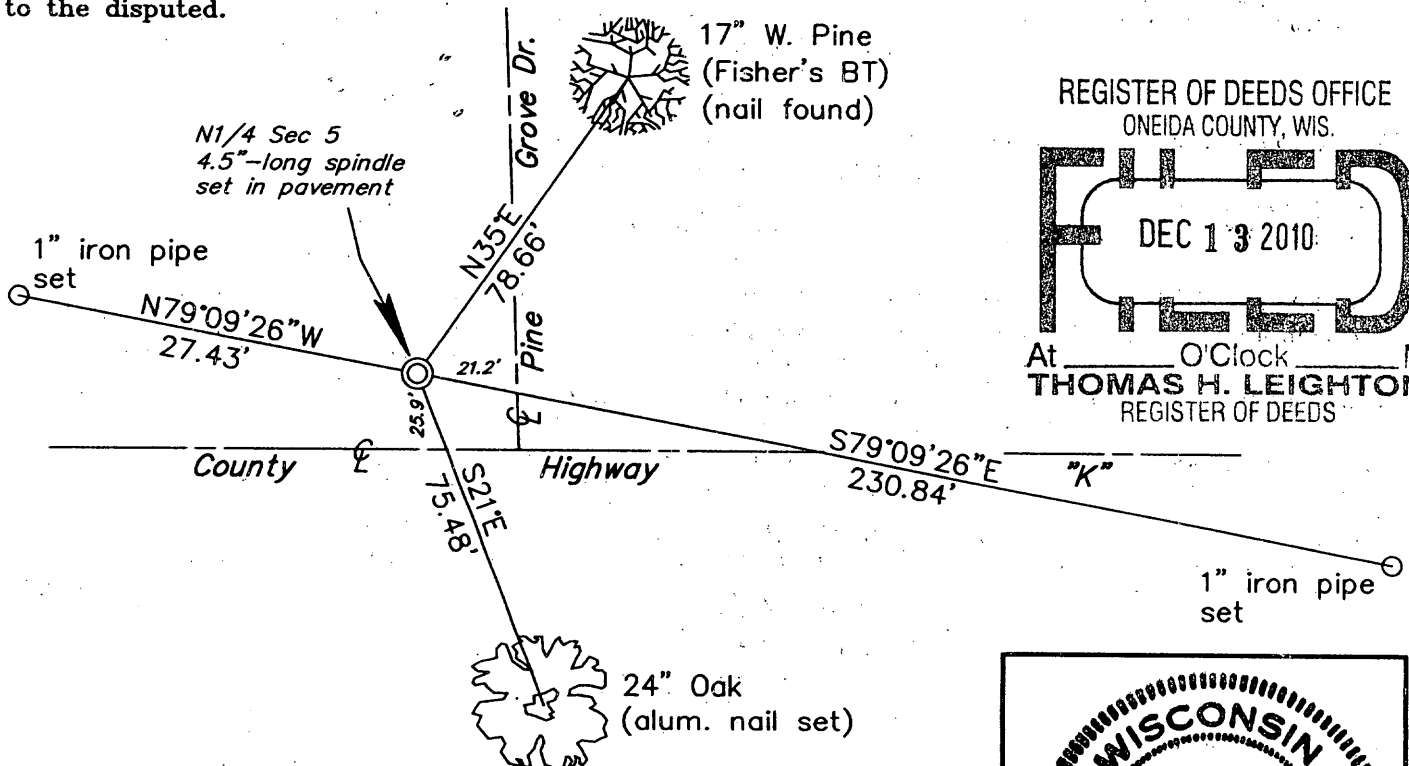 to the disputed.
17" W. Pine
(Fisher's BT)
(nail found)
REGISTER OF DEEDS OFFICE
ONEIDA COUNTY, WIS.
FILED
DEC 13 2010
At ______ O'Clock ______
THOMAS H. LEIGHTON
REGISTER OF DEEDS
N1/4 Sec 5
4.5"-long spindle
set in pavement
Pine Grove Dr.
1" iron pipe
set
N79°09'26"W
27.43'
N35°E
78.66'
21.2'
25.9'
℄
County ℄ Highway "K"
S79°09'26"E
230.84'
S21°E
75.48'
1" iron pipe
set
24" Oak
(alum. nail set)
WISCONSIN